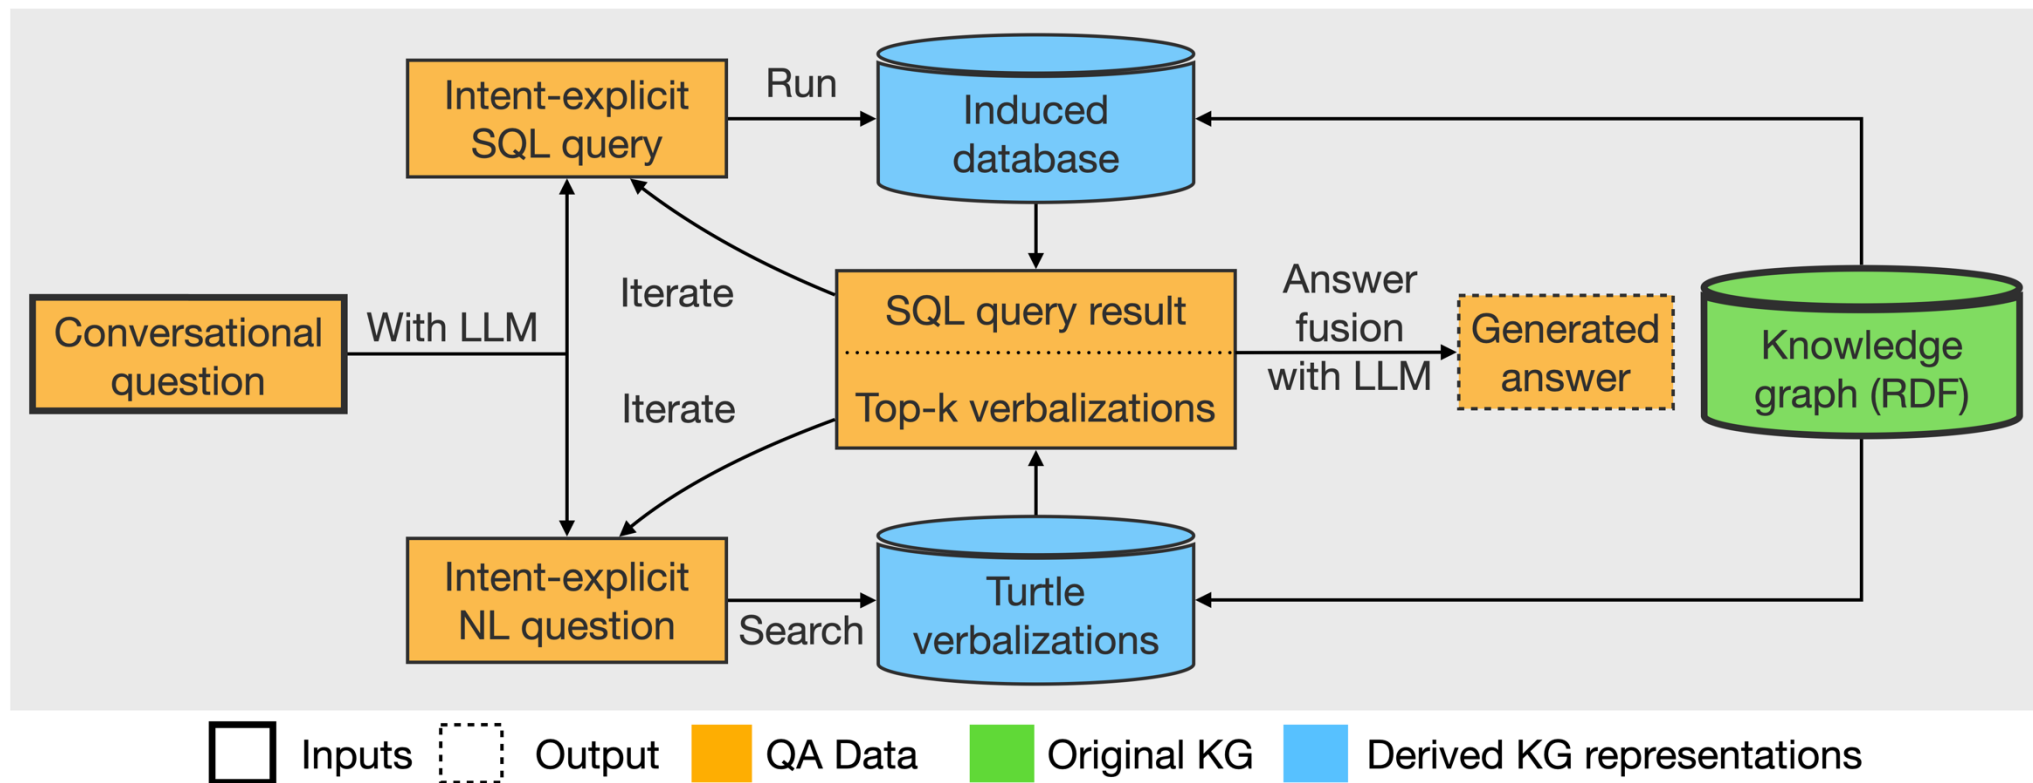 Intent-explicit
SQL query
Run
Induced
database
Conversational
question
With LLM
Iterate
Iterate
SQL query result
Top-k verbalizations
Answer
fusion
with LLM
Generated
answer
Knowledge
graph (RDF)
Intent-explicit
NL question
Search
Turtle
verbalizations
Inputs
Output
QA Data
Original KG
Derived KG representations